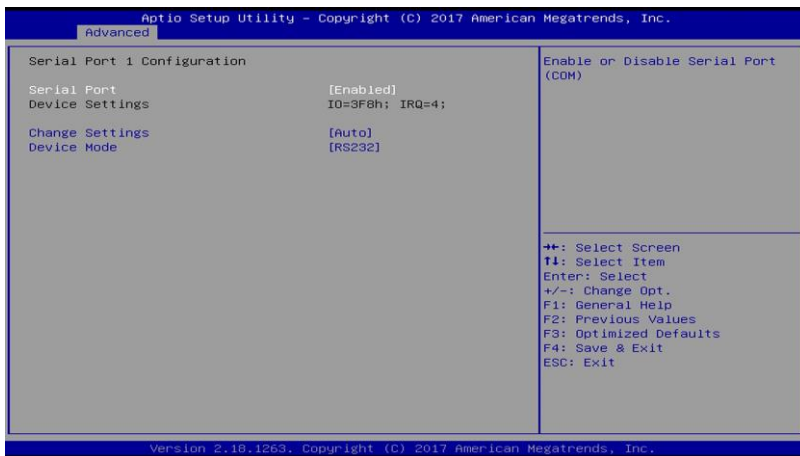 Aptio Setup Utility – Copyright (C) 2017 American Megatrends, Inc.
Advanced
Serial Port 1 Configuration
Serial Port [Enabled]
Device Settings IO=3F8h; IRQ=4;
Change Settings [Auto]
Device Mode [RS232]
Enable or Disable Serial Port
(COM)
→←: Select Screen
↑↓: Select Item
Enter: Select
+/-: Change Opt.
F1: General Help
F2: Previous Values
F3: Optimized Defaults
F4: Save & Exit
ESC: Exit
Version 2.18.1263. Copyright (C) 2017 American Megatrends, Inc.